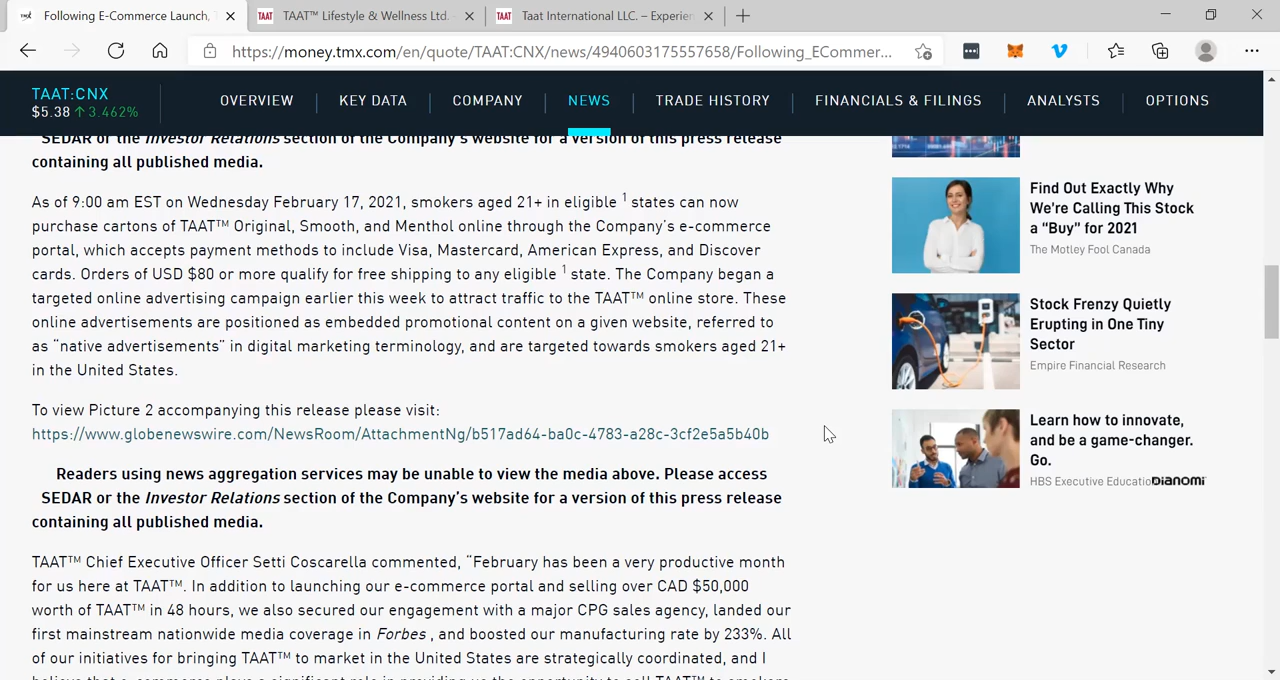 Following E-Commerce Launch,
TAAT™ Lifestyle & Wellness Ltd.
Taat International LLC. – Experien
https://money.tmx.com/en/quote/TAAT:CNX/news/4940603175557658/Following_ECommer...
TAAT:CNX
$5.38 ↑ 3.462%
OVERVIEW
KEY DATA
COMPANY
NEWS
TRADE HISTORY
FINANCIALS & FILINGS
ANALYSTS
OPTIONS
SEDAR or the Investor Relations section of the Company's website for a version of this press release
containing all published media.
As of 9:00 am EST on Wednesday February 17, 2021, smokers aged 21+ in eligible 1 states can now
purchase cartons of TAAT™ Original, Smooth, and Menthol online through the Company's e-commerce
portal, which accepts payment methods to include Visa, Mastercard, American Express, and Discover
cards. Orders of USD $80 or more qualify for free shipping to any eligible 1 state. The Company began a
targeted online advertising campaign earlier this week to attract traffic to the TAAT™ online store. These
online advertisements are positioned as embedded promotional content on a given website, referred to
as “native advertisements” in digital marketing terminology, and are targeted towards smokers aged 21+
in the United States.
To view Picture 2 accompanying this release please visit:
https://www.globenewswire.com/NewsRoom/AttachmentNg/b517ad64-ba0c-4783-a28c-3cf2e5a5b40b
Readers using news aggregation services may be unable to view the media above. Please access
SEDAR or the Investor Relations section of the Company's website for a version of this press release
containing all published media.
TAAT™ Chief Executive Officer Setti Coscarella commented, “February has been a very productive month
for us here at TAAT™. In addition to launching our e-commerce portal and selling over CAD $50,000
worth of TAAT™ in 48 hours, we also secured our engagement with a major CPG sales agency, landed our
first mainstream nationwide media coverage in Forbes , and boosted our manufacturing rate by 233%. All
of our initiatives for bringing TAAT™ to market in the United States are strategically coordinated, and I
believe that e-commerce plays a significant role in providing us the opportunity to sell TAAT™ to smokers
Find Out Exactly Why
We're Calling This Stock
a “Buy” for 2021
The Motley Fool Canada
Stock Frenzy Quietly
Erupting in One Tiny
Sector
Empire Financial Research
Learn how to innovate,
and be a game-changer.
Go.
HBS Executive Educatio
DIANOMI